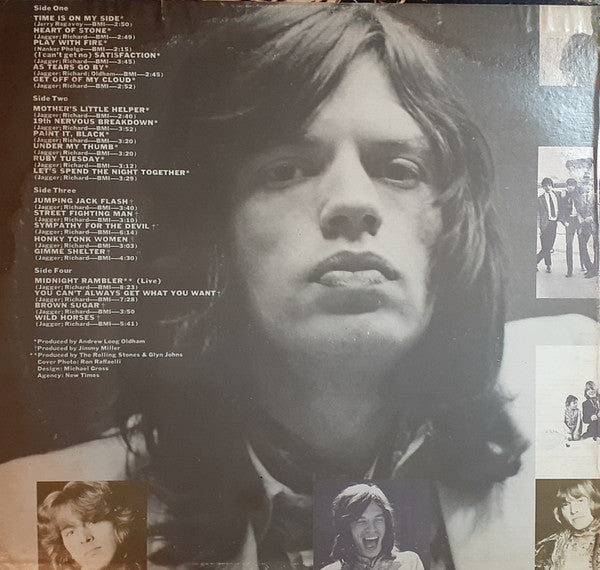 Side One
TIME IS ON MY SIDE*
(Jerry Ragavoy—BMI—2:50)
HEART OF STONE*
(Jagger; Richard—BMI—2:49)
PLAY WITH FIRE*
(Nanker Phelge—BMI—2:15)
(I can't get no) SATISFACTION*
(Jagger; Richard—BMI—3:45)
AS TEARS GO BY*
(Jagger; Richard; Oldham—BMI—2:45)
GET OFF OF MY CLOUD*
(Jagger; Richard—BMI—2:52)
Side Two
MOTHER'S LITTLE HELPER*
(Jagger; Richard—BMI—2:40)
19th NERVOUS BREAKDOWN*
(Jagger; Richard—BMI—3:52)
PAINT IT, BLACK*
(Jagger; Richard—BMI—3:20)
UNDER MY THUMB*
(Jagger; Richard—BMI—3:20)
RUBY TUESDAY*
(Jagger; Richard—BMI—3:12)
LET'S SPEND THE NIGHT TOGETHER*
(Jagger; Richard—BMI—3:29)
Side Three
JUMPING JACK FLASH†
(Jagger; Richard—BMI—3:40)
STREET FIGHTING MAN†
(Jagger; Richard—BMI—3:10)
SYMPATHY FOR THE DEVIL†
(Jagger; Richard—BMI—6:14)
HONKY TONK WOMEN†
(Jagger; Richard—BMI—3:03)
GIMME SHELTER†
(Jagger; Richard—BMI—4:30)
Side Four
MIDNIGHT RAMBLER** (Live)
(Jagger; Richard—BMI—8:23)
YOU CAN'T ALWAYS GET WHAT YOU WANT†
(Jagger; Richard—BMI—7:28)
BROWN SUGAR†
(Jagger; Richard—BMI—3:50
WILD HORSES†
(Jagger; Richard—BMI—5:41)
*Produced by Andrew Loog Oldham
†Produced by Jimmy Miller
**Produced by The Rolling Stones & Glyn Johns
Cover Photo: Ron Raffaelli
Design: Michael Gross
Agency: New Times